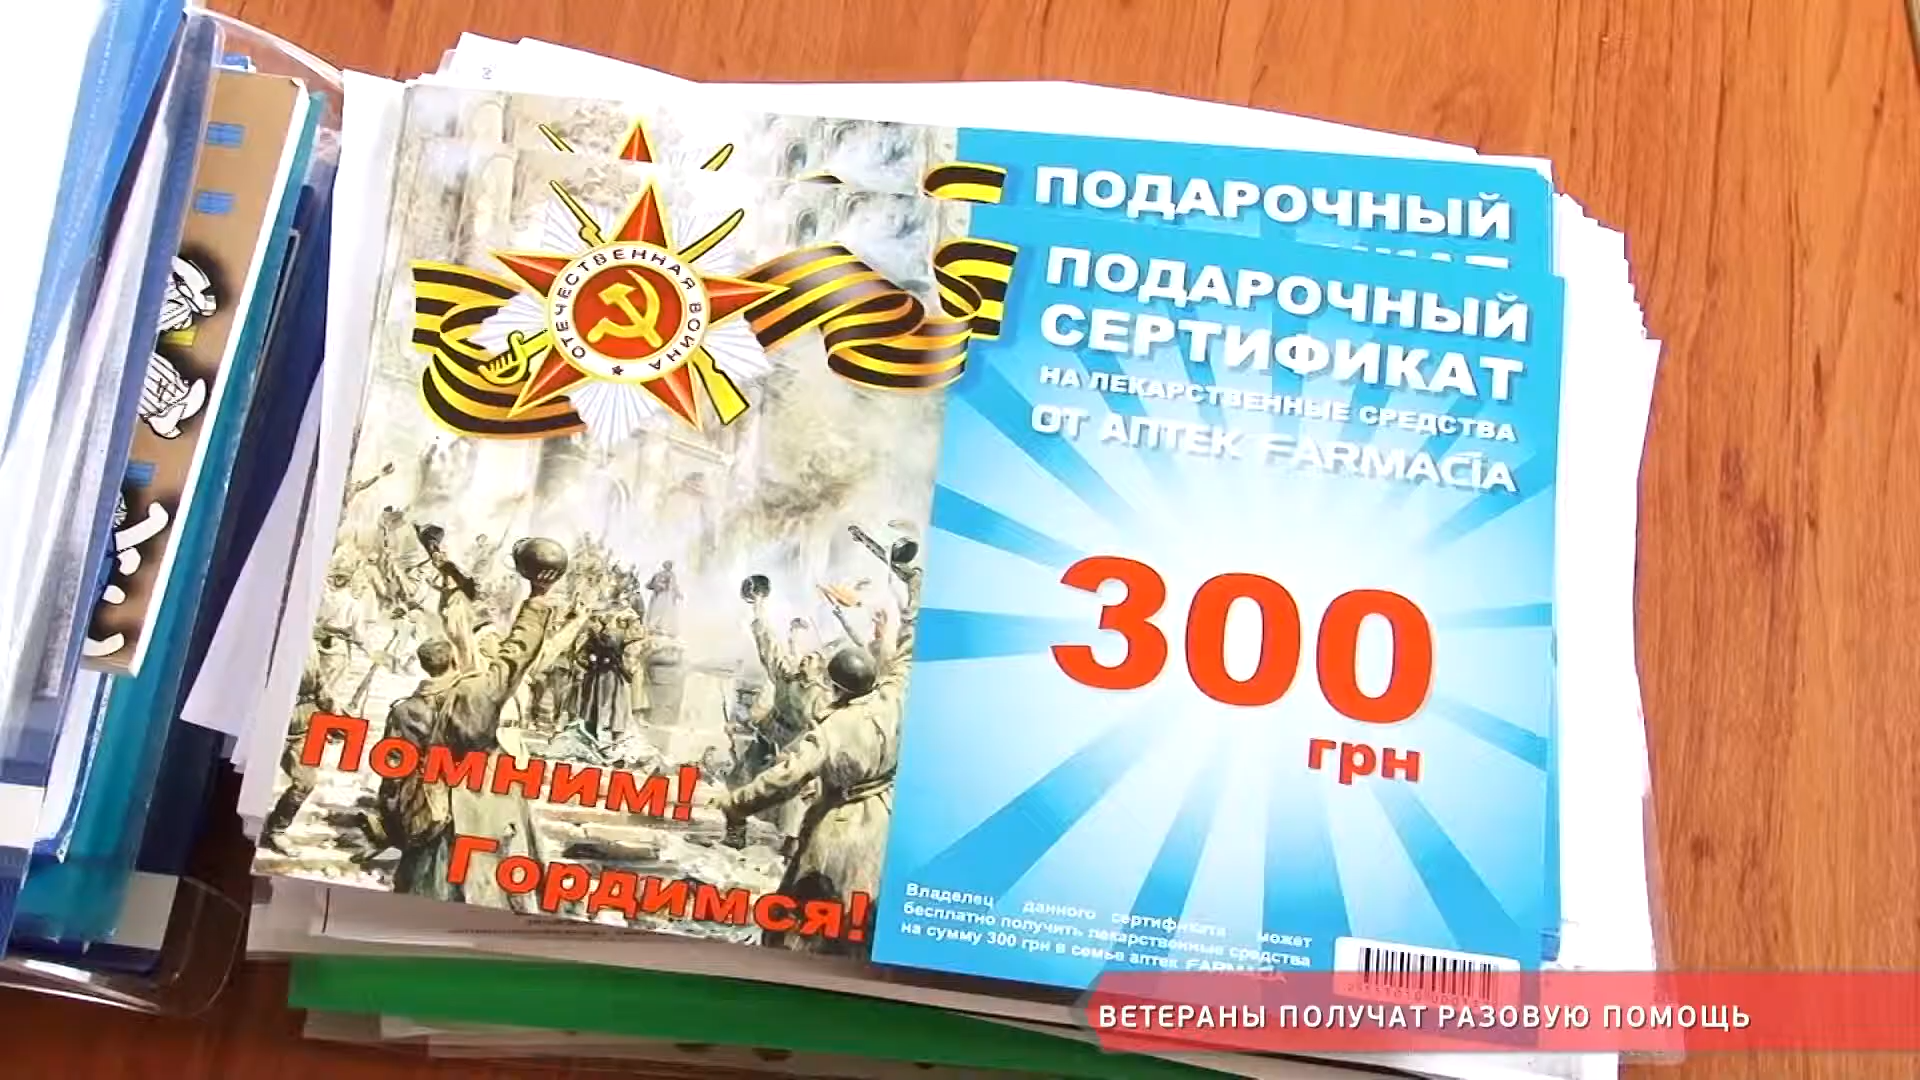 ПОДАРОЧНЫЙ
ОТЕЧЕСТВЕННАЯ ВОЙНА
ПОДАРОЧНЫЙ
СЕРТИФИКАТ
НА ЛЕКАРСТВЕННЫЕ СРЕДСТВА
ОТ АПТЕК FARMACIA
300
грн
Помним!
Гордимся!
Владелец данного сертификата может
бесплатно получить лекарственные средства
на сумму 300 грн в семье аптек FARMACIA
ВЕТЕРАНЫ ПОЛУЧАТ РАЗОВУЮ ПОМОЩЬ